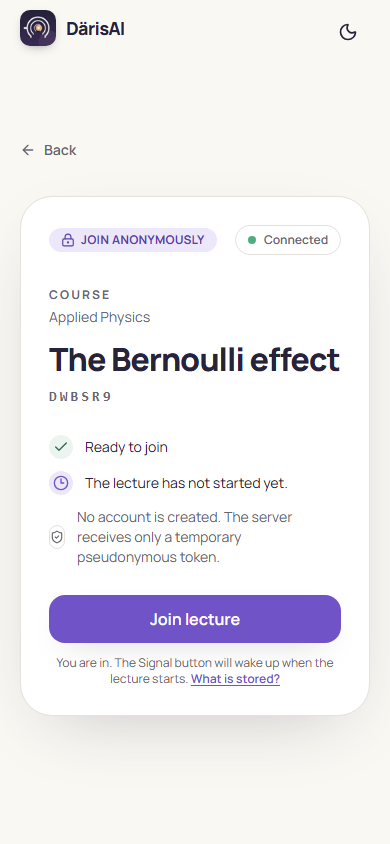 DärisAI
Back
JOIN ANONYMOUSLY
Connected
COURSE
Applied Physics
The Bernoulli effect
DWBSR9
Ready to join
The lecture has not started yet.
No account is created. The server
receives only a temporary
pseudonymous token.
Join lecture
You are in. The Signal button will wake up when the
lecture starts. What is stored?